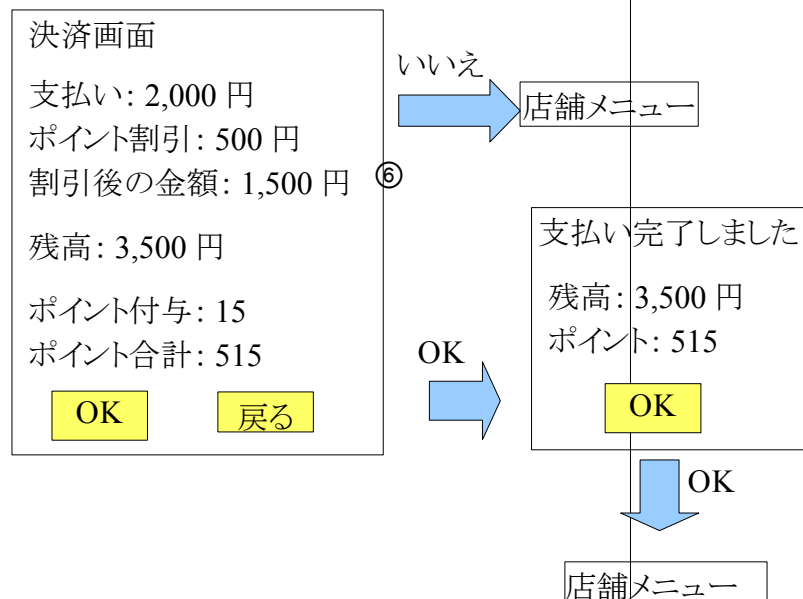 決済画面
支払い: 2,000 円
ポイント割引: 500 円
割引後の金額: 1,500 円 ⑥
残高: 3,500 円
ポイント付与: 15
ポイント合計: 515
OK
戻る
いいえ
店舗メニュー
OK
支払い完了しました
残高: 3,500 円
ポイント: 515
OK
OK
店舗メニュー